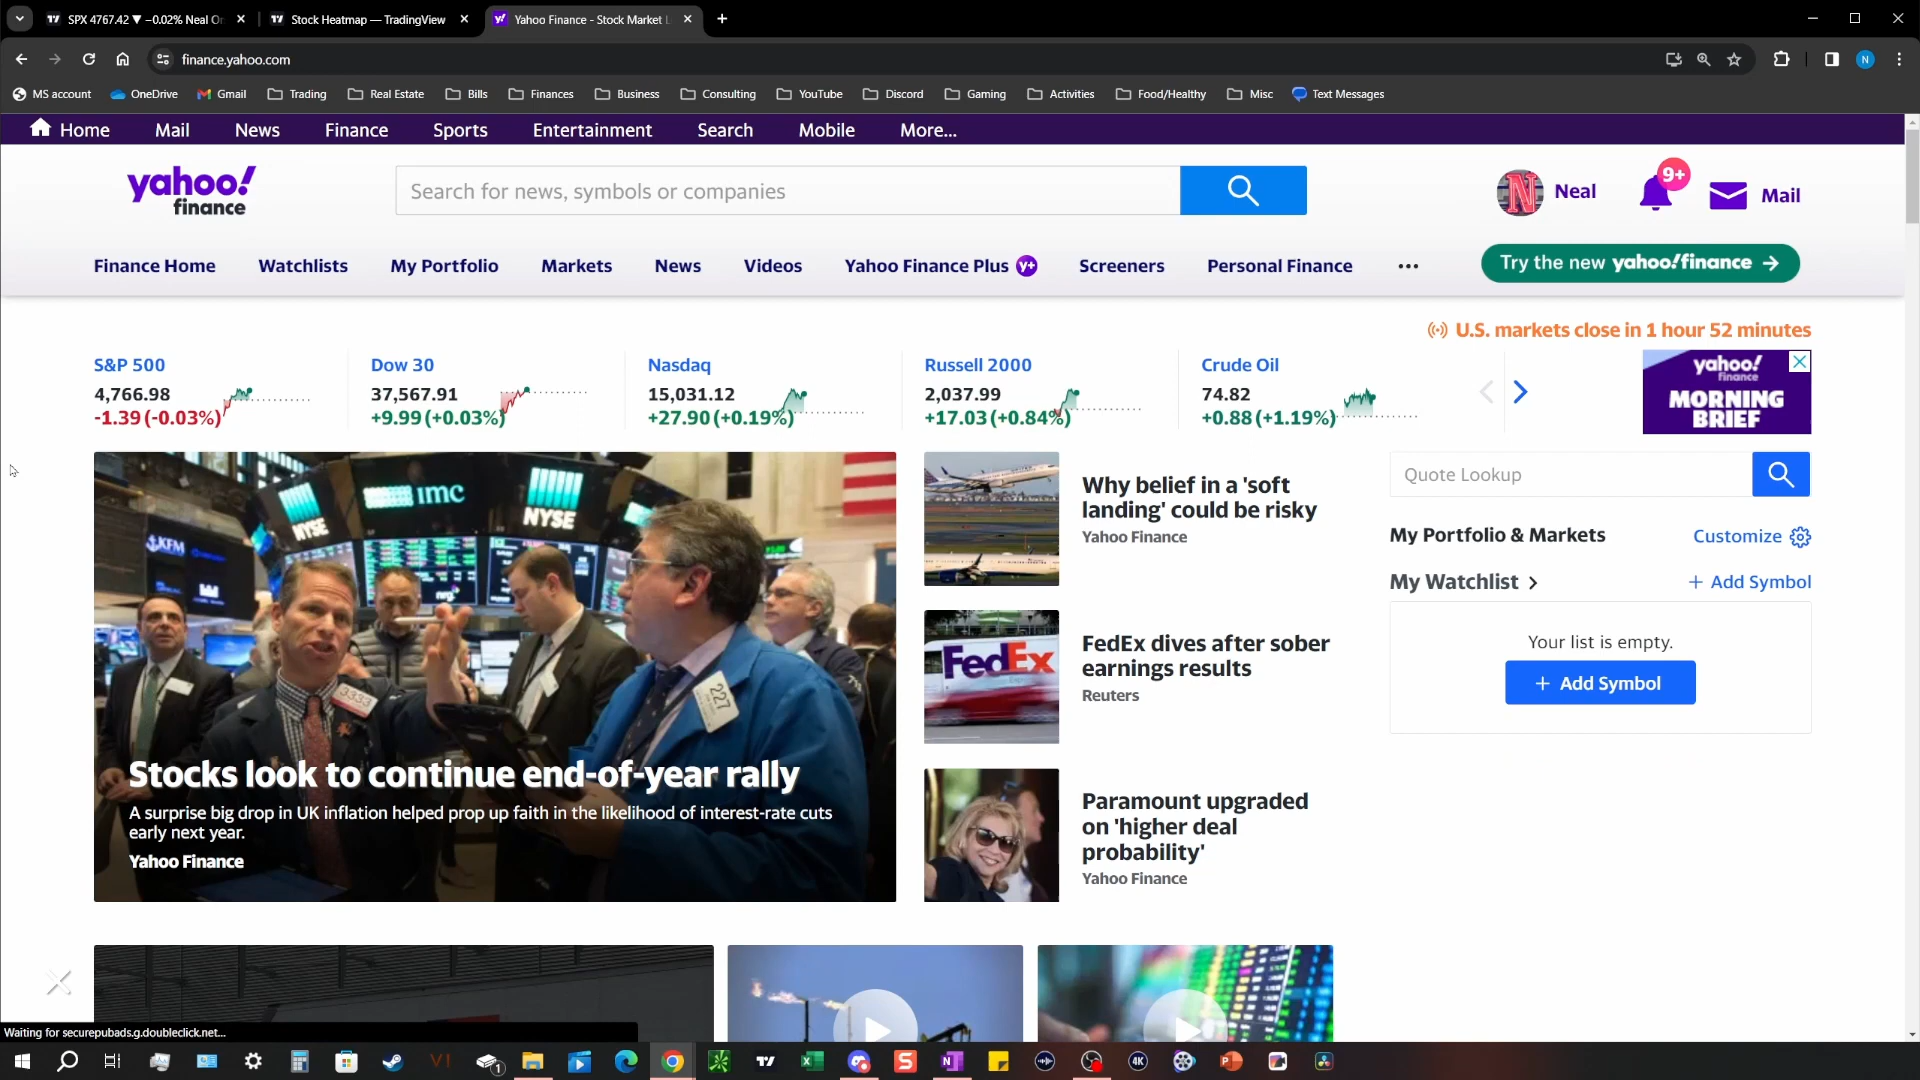 SPX 4767.42 ▼ −0.02% Neal Or
Stock Heatmap — TradingView
Yahoo Finance - Stock Market L
finance.yahoo.com
N
MS account
OneDrive
Gmail
Trading
Real Estate
Bills
Finances
Business
Consulting
YouTube
Discord
Gaming
Activities
Food/Healthy
Misc
Text Messages
Home
Mail
News
Finance
Sports
Entertainment
Search
Mobile
More...
yahoo!
finance
Search for news, symbols or companies
N
Neal
9+
Mail
Finance Home
Watchlists
My Portfolio
Markets
News
Videos
Yahoo Finance Plus y+
Screeners
Personal Finance
Try the new yahoo!finance →
U.S. markets close in 1 hour 52 minutes
S&P 500
4,766.98
-1.39 (-0.03%)
Dow 30
37,567.91
+9.99 (+0.03%)
Nasdaq
15,031.12
+27.90 (+0.19%)
Russell 2000
2,037.99
+17.03 (+0.84%)
Crude Oil
74.82
+0.88 (+1.19%)
yahoo!
finance
MORNING
BRIEF
KFM
NYSE
imc
NYSE
3333
227
Stocks look to continue end-of-year rally
A surprise big drop in UK inflation helped prop up faith in the likelihood of interest-rate cuts
early next year.
Yahoo Finance
Why belief in a 'soft
landing' could be risky
Yahoo Finance
FedEx
FedEx dives after sober
earnings results
Reuters
Paramount upgraded
on 'higher deal
probability'
Yahoo Finance
Quote Lookup
My Portfolio & Markets
Customize
My Watchlist
+ Add Symbol
Your list is empty.
+ Add Symbol
Waiting for securepubads.g.doubleclick.net...
1
4K